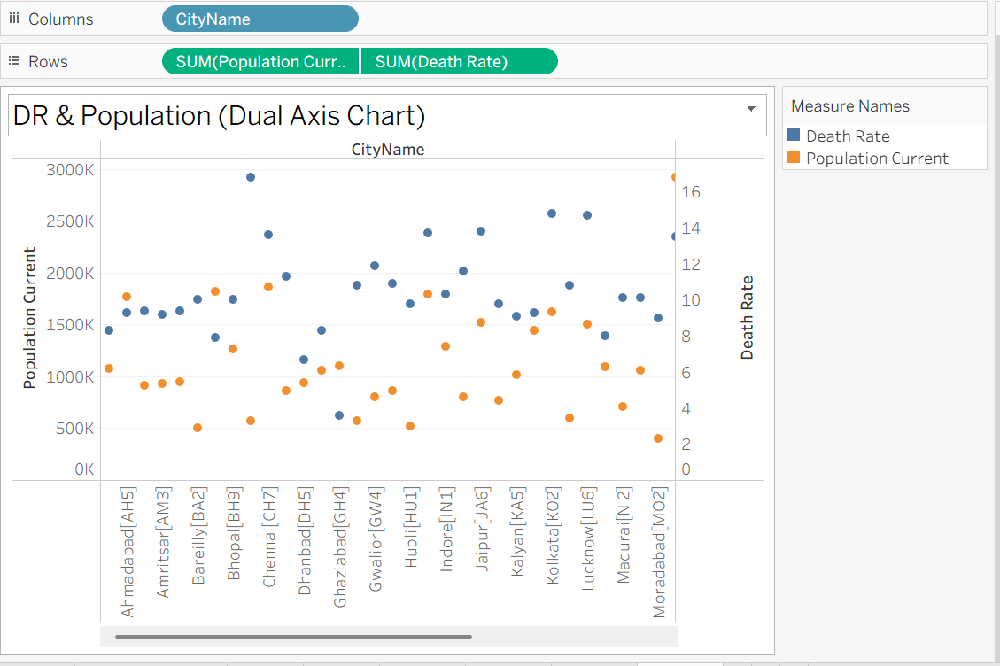 Columns
CityName
Rows
SUM(Population Curr..
SUM(Death Rate)
DR & Population (Dual Axis Chart)
CityName
Population Current
3000K
2500K
2000K
1500K
1000K
500K
0K
16
14
12
10
8
6
4
2
0
Death Rate
Ahmadabad[AH5]
Amritsar[AM3]
Bareilly[BA2]
Bhopal[BH9]
Chennai[CH7]
Dhanbad[DH5]
Ghaziabad[GH4]
Gwalior[GW4]
Hubli[HU1]
Indore[IN1]
Jaipur[JA6]
Kalyan[KA5]
Kolkata[KO2]
Lucknow[LU6]
Madurai[N 2]
Moradabad[MO2]
Measure Names
Death Rate
Population Current